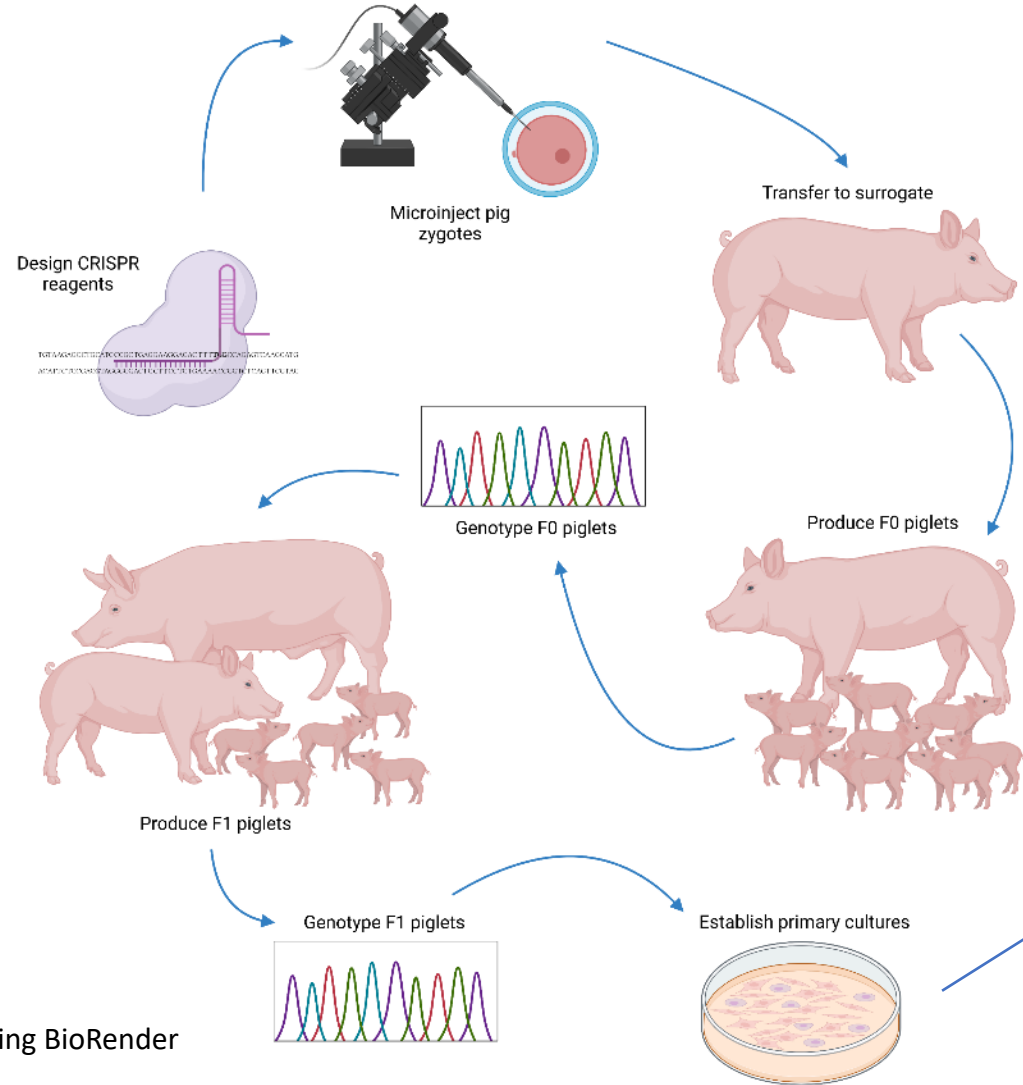 Microinject pig
zygotes
Transfer to surrogate
Design CRISPR
reagents
Genotype F0 piglets
Produce F0 piglets
Produce F1 piglets
Genotype F1 piglets
Establish primary cultures
ing BioRender